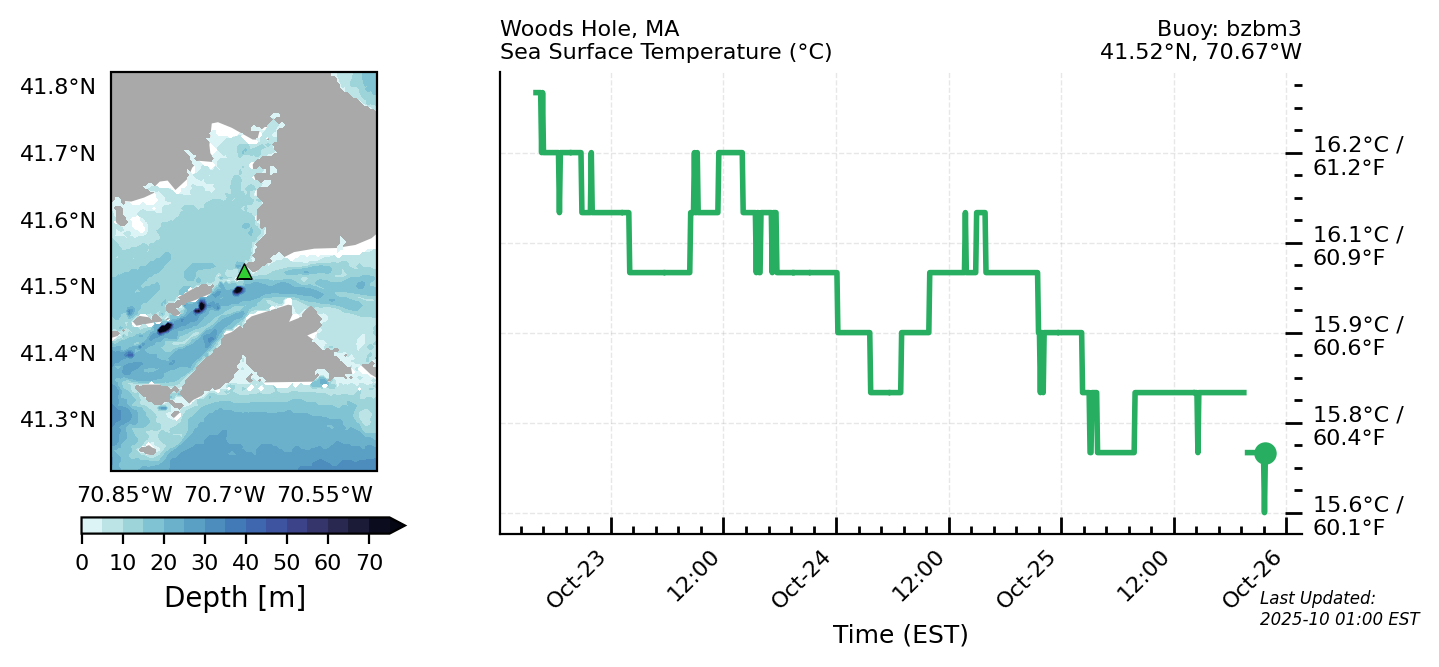 Woods Hole, MA
Sea Surface Temperature (°C)
Buoy: bzbm3
41.52°N, 70.67°W
41.8°N
41.7°N
41.6°N
41.5°N
41.4°N
41.3°N
70.85°W 70.7°W 70.55°W
0 10 20 30 40 50 60 70
Depth [m]
16.2°C /
61.2°F
16.1°C /
60.9°F
15.9°C /
60.6°F
15.8°C /
60.4°F
15.6°C /
60.1°F
Oct-23
12:00
Oct-24
12:00
Oct-25
12:00
Oct-26
Time (EST)
Last Updated:
2025-10 01:00 EST